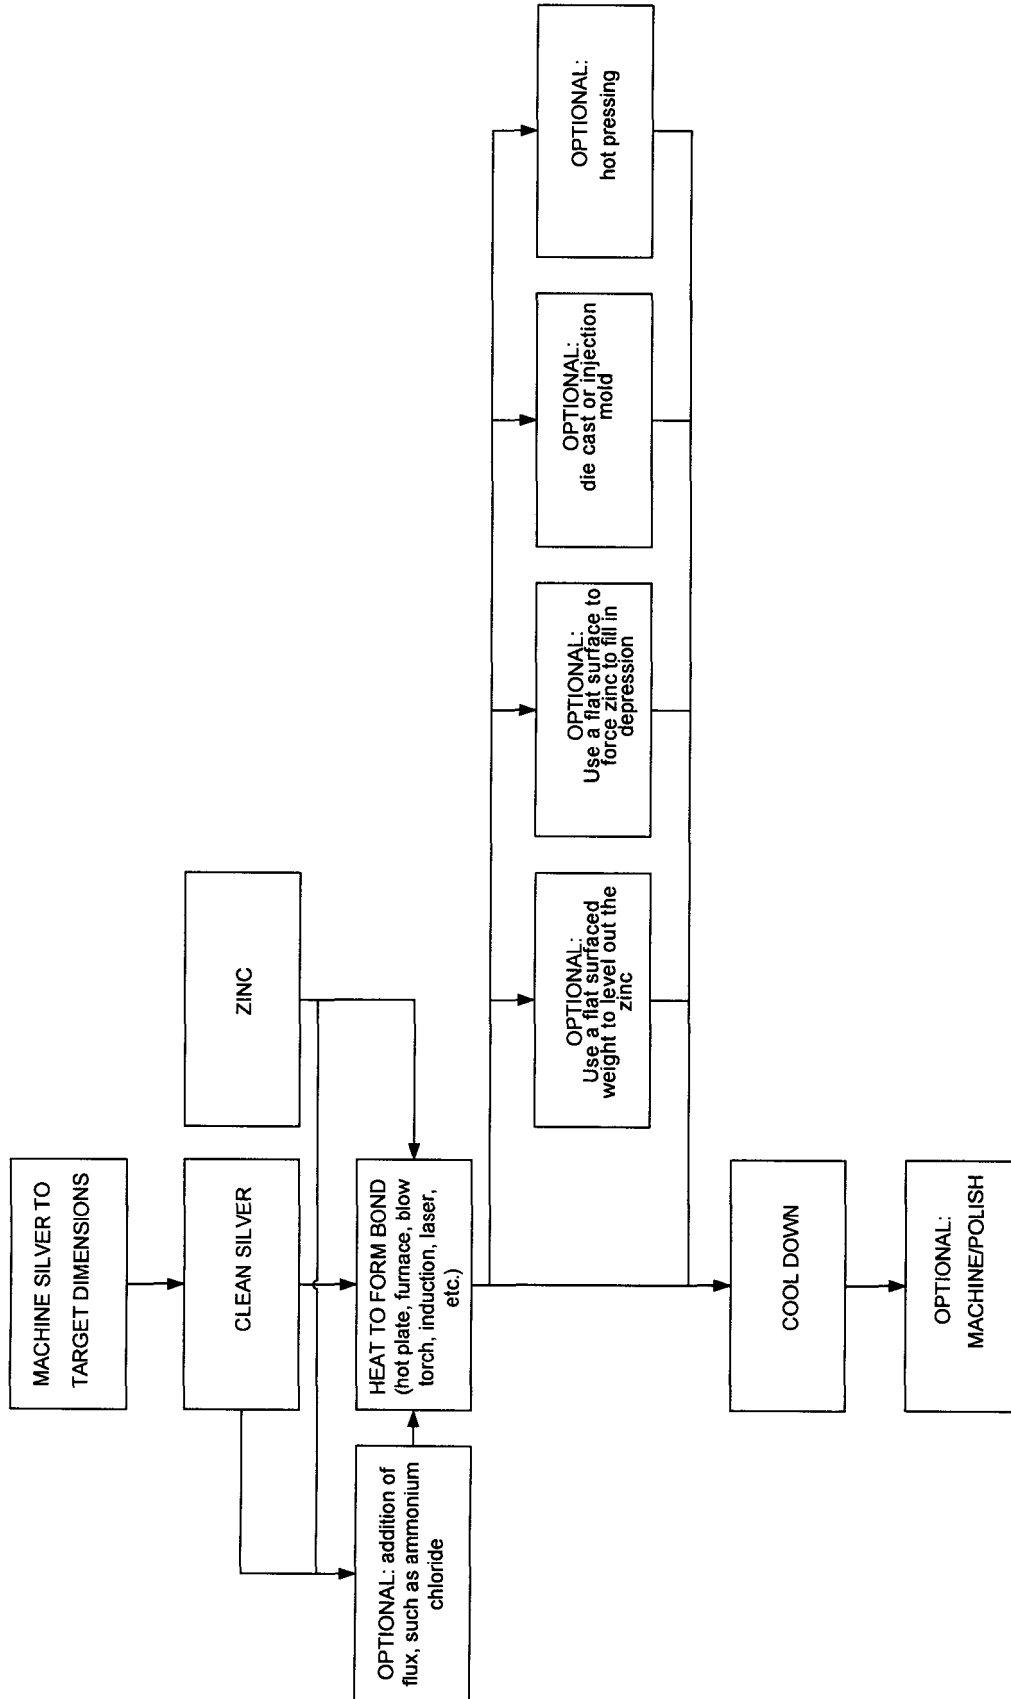 MACHINE SILVER TO
TARGET DIMENSIONS
CLEAN SILVER
ZINC
OPTIONAL: addition of
flux, such as ammonium
chloride
HEAT TO FORM BOND
(hot plate, furnace, blow
torch, induction, laser,
etc.)
OPTIONAL:
Use a flat surfaced
weight to level out the
zinc
OPTIONAL:
Use a flat surface to
force zinc to fill in
depression
OPTIONAL:
die cast or injection
mold
OPTIONAL:
hot pressing
COOL DOWN
OPTIONAL:
MACHINE/POLISH